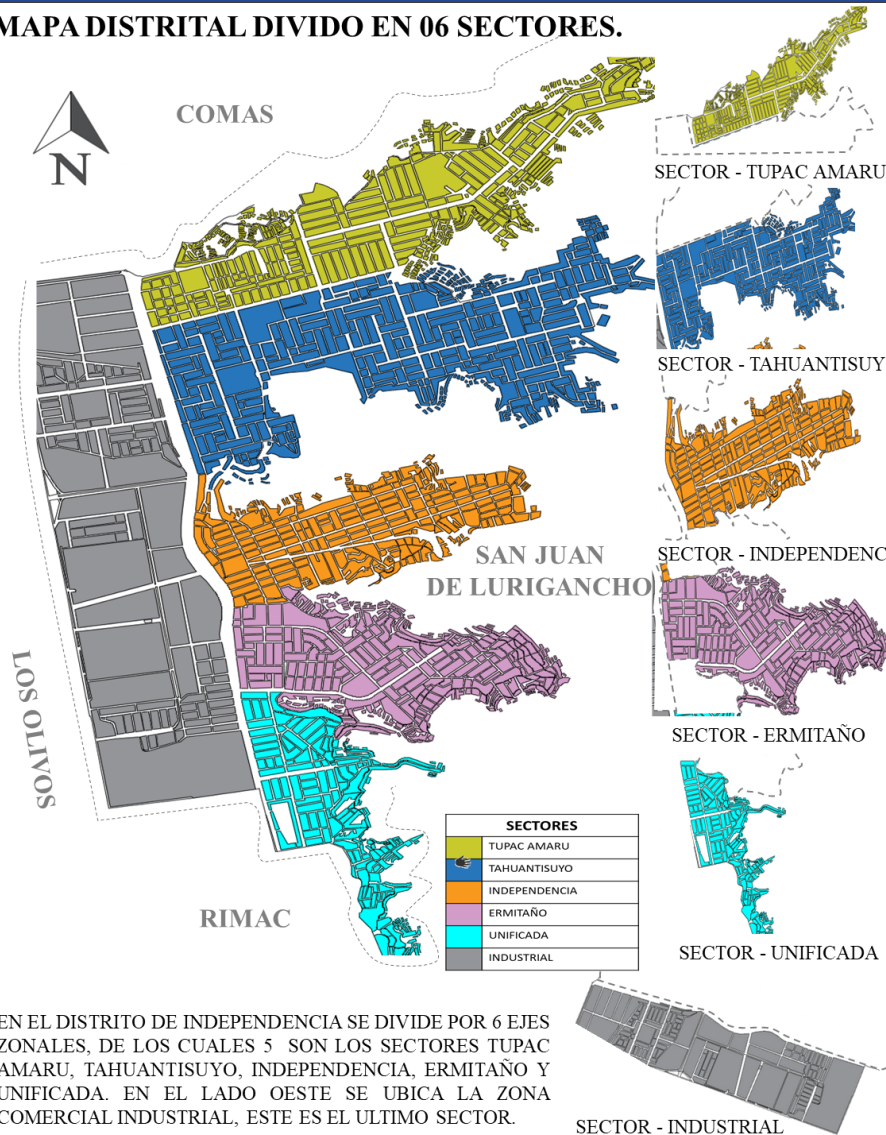 MAPA DISTRITAL DIVIDO EN 06 SECTORES.
COMAS
N
SECTOR - TUPAC AMARU
SECTOR - TAHUANTISUY
SECTOR - INDEPENDENC
SAN JUAN
DE LURIGANCHO
LOS OLIVOS
SECTOR - ERMITAÑO
RIMAC
SECTORES
TUPAC AMARU
TAHUANTISUYO
INDEPENDENCIA
ERMITAÑO
UNIFICADA
INDUSTRIAL
SECTOR - UNIFICADA
EN EL DISTRITO DE INDEPENDENCIA SE DIVIDE POR 6 EJES
ZONALES, DE LOS CUALES 5 SON LOS SECTORES TUPAC
AMARU, TAHUANTISUYO, INDEPENDENCIA, ERMITAÑO Y
UNIFICADA. EN EL LADO OESTE SE UBICA LA ZONA
COMERCIAL INDUSTRIAL, ESTE ES EL ULTIMO SECTOR.
SECTOR - INDUSTRIAL